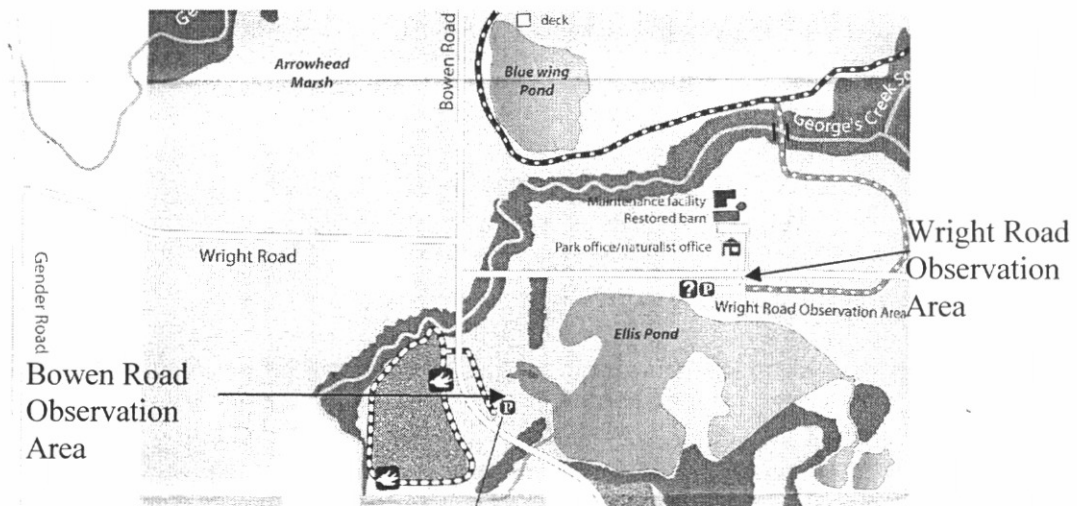 deck
Bowen Road
Arrowhead
Marsh
Blue wing
Pond
George's Creek
Maintenance facility
Restored barn
Wright Road
Park office/naturalist office
Wright Road
Observation
Area
Gender Road
? P
Wright Road Observation Area
Ellis Pond
Bowen Road
Observation
Area
P